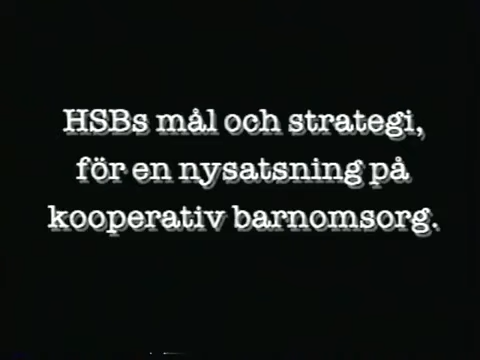 HSBs mål och strategi,
för en nysatsning på
kooperativ barnomsorg.